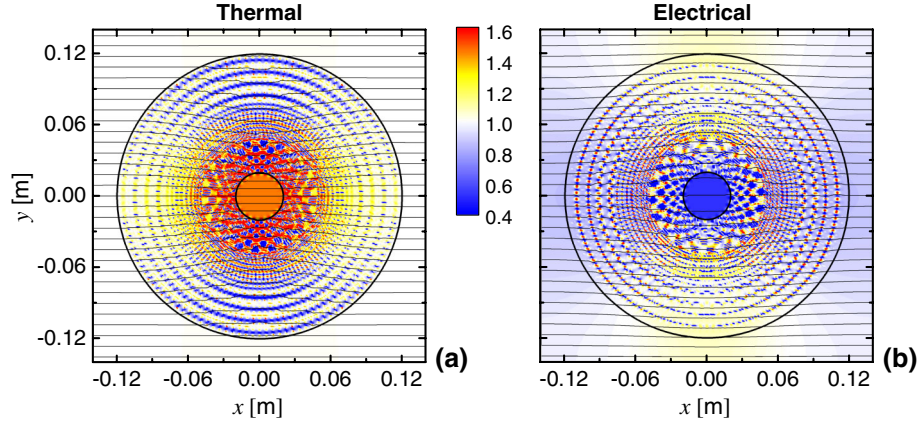 Thermal
Electrical
0.12
0.06
0.00
-0.06
-0.12
y [m]
-0.12 -0.06 0.00 0.06 0.12
x [m]
(a)
1.6
1.4
1.2
1.0
0.8
0.6
0.4
-0.12 -0.06 0.00 0.06 0.12
x [m]
(b)